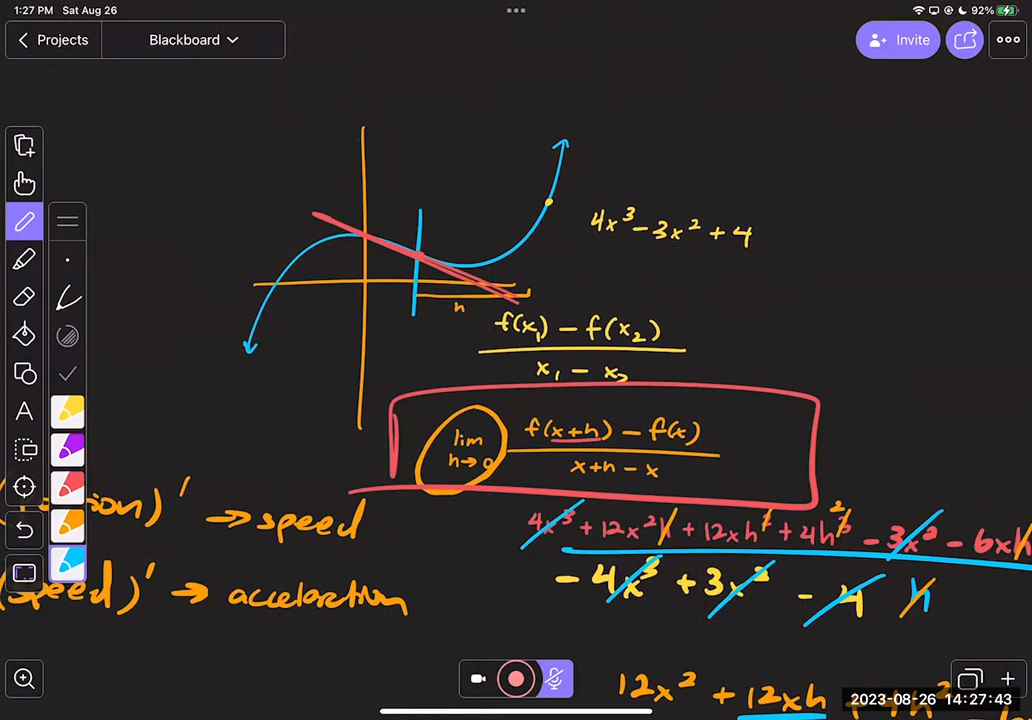 1:27 PM Sat Aug 26
92%
Projects
Blackboard
Invite
4x³ - 3x² + 4
h
f(x₁) - f(x₂)
x₁ - x₂
lim
h→0
f(x+h) - f(x)
x+h - x
)' → speed
4x³ + 12x²h + 12xh² + 4h³ - 3x² - 6xh
- 4x³ + 3x² - 4 h
(speed)' → acceleration
A
12x² + 12xh + 4h²
2023-08-26 14:27:43